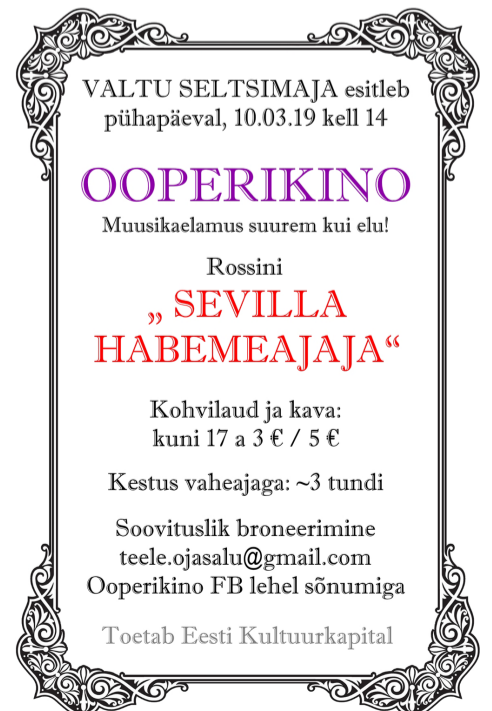 VALTU SELTSIMAJA esitleb
pühapäeval, 10.03.19 kell 14
OOPERIKINO
Muusikaelamus suurem kui elu!
Rossini
„ SEVILLA
HABEMEAJAJA“
Kohvilaud ja kava:
kuni 17 a 3 € / 5 €
Kestus vaheajaga: ~3 tundi
Soovituslik broneerimine
teele.ojasalu@gmail.com
Ooperikino FB lehel sõnumiga
Toetab Eesti Kultuurkapital